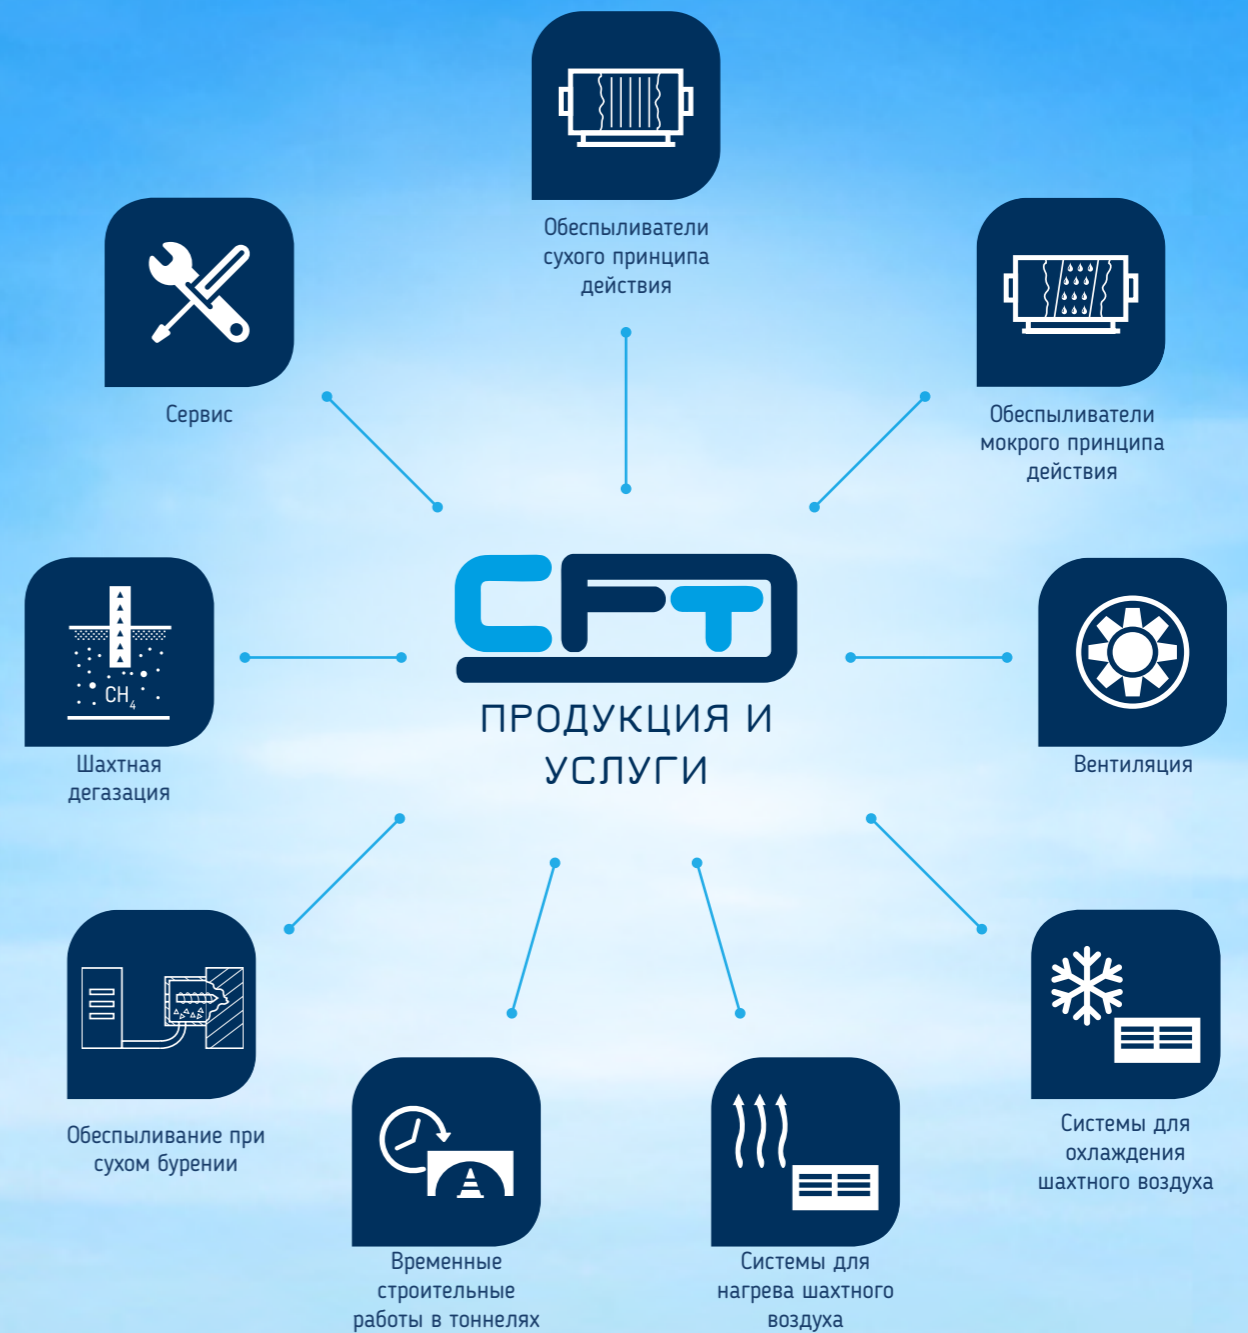 Обеспыливатели
сухого принципа
действия
Сервис
Обеспыливатели
мокрого принципа
действия
CFT
ПРОДУКЦИЯ И
УСЛУГИ
CH₄
Шахтная
дегазация
Вентиляция
Обеспыливание при
сухом бурении
Системы для
охлаждения
шахтного воздуха
Временные
строительные
работы в тоннелях
Системы для
нагрева шахтного
воздуха